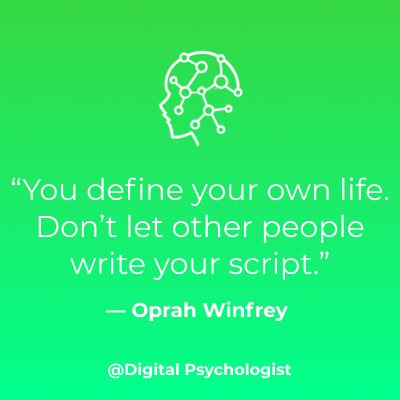 “You define your own life.
Don’t let other people
write your script.”
— Oprah Winfrey
@Digital Psychologist